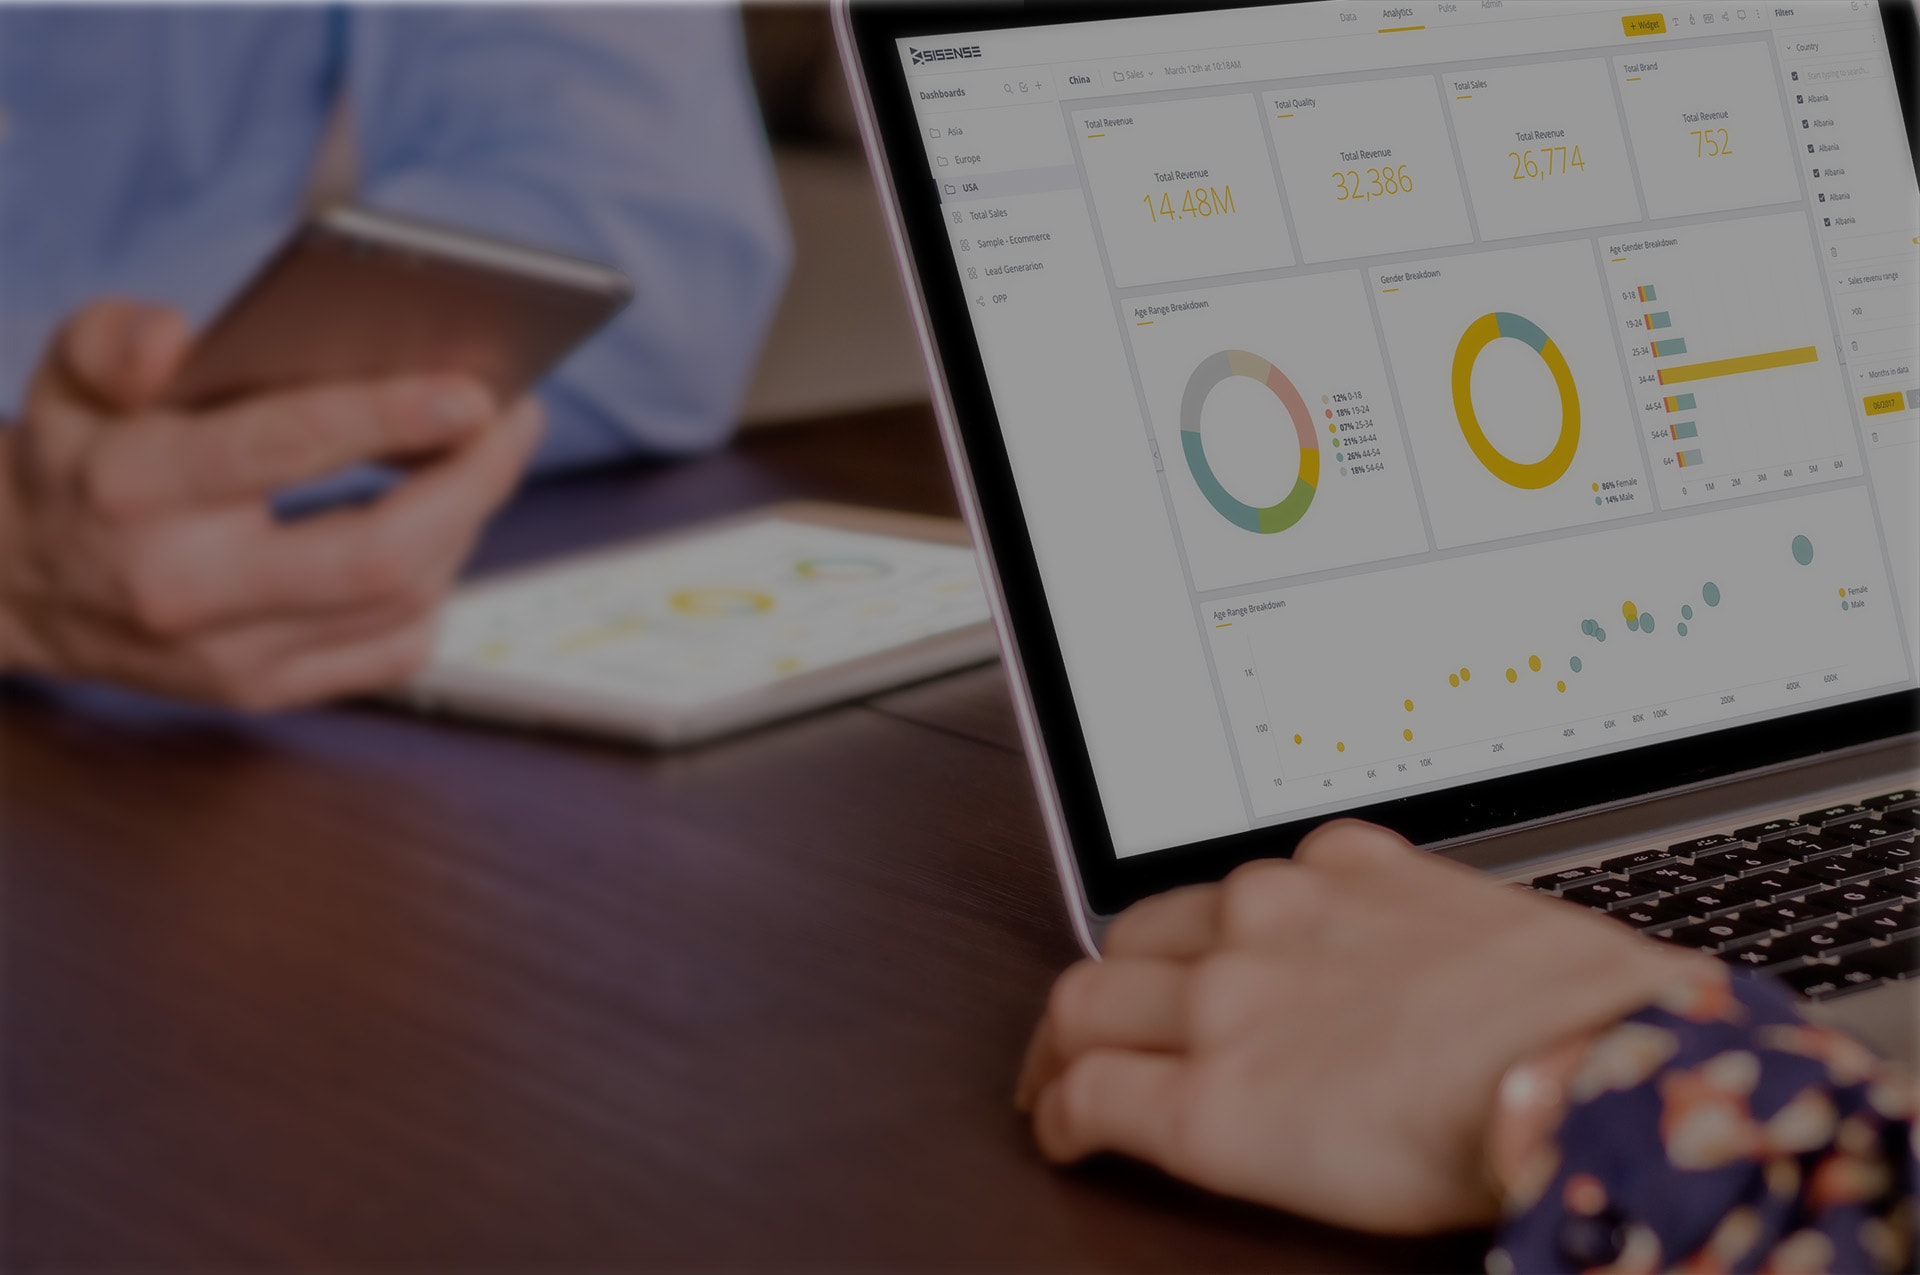 SISENSE
Data Analytics Pulse Admin
+ Widget
Filters
Dashboards
Asia
Europe
USA
Total Sales
Sample - Ecommerce
Lead Generarion
OPP
China Sales March 12th at 10:18AM
Total Revenue
Total Revenue
14.48M
Total Quality
Total Revenue
32,386
Total Sales
Total Revenue
26,774
Total Brand
Total Revenue
752
Age Range Breakdown
12% 0-18
18% 19-24
07% 25-34
21% 34-44
26% 44-54
18% 54-64
Gender Breakdown
86% Female
14% Male
Age Gender Breakdown
0-18
19-24
25-34
34-44
44-54
54-64
64+
0 1M 2M 3M 4M 5M 6M
Age Range Breakdown
1K
100
10
4K 6K 8K 10K 20K 40K 60K 80K 100K 200K 400K 600K
Female
Male
Country
Start typing to search...
Albania
Albania
Albania
Albania
Albania
Albania
Sales revenu range
Months in data
06/2017